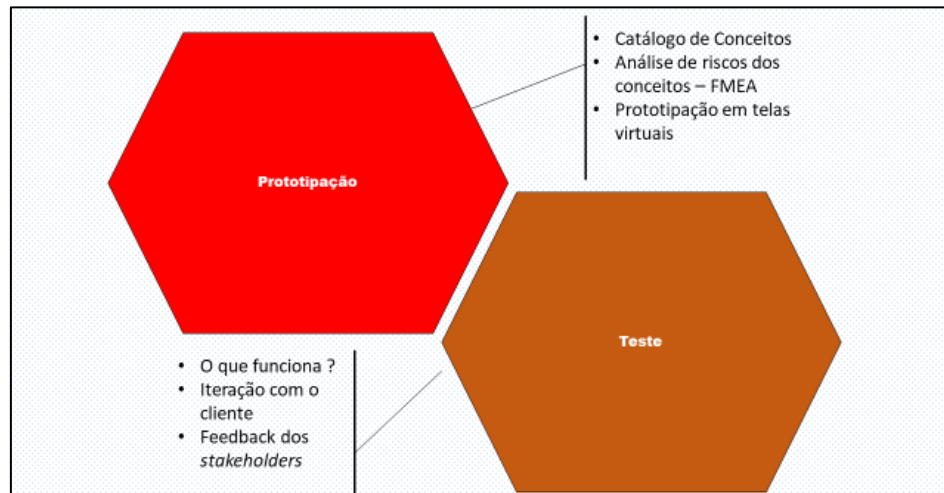 • Catálogo de Conceitos
• Análise de riscos dos
conceitos – FMEA
• Prototipação em telas
virtuais
Prototipação
Teste
• O que funciona ?
• Iteração com o
cliente
• Feedback dos
stakeholders